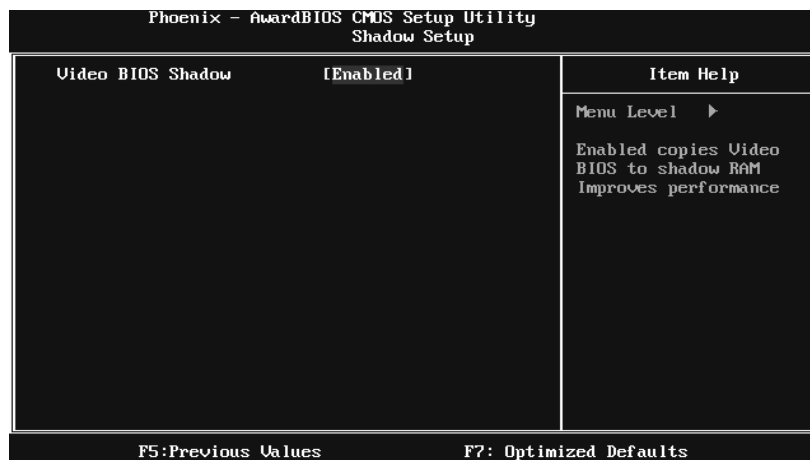 Phoenix - AwardBIOS CMOS Setup Utility
Shadow Setup
Video BIOS Shadow [Enabled]
Item Help
Menu Level ▶
Enabled copies Video
BIOS to shadow RAM
Improves performance
F5:Previous Values F7: Optimized Defaults